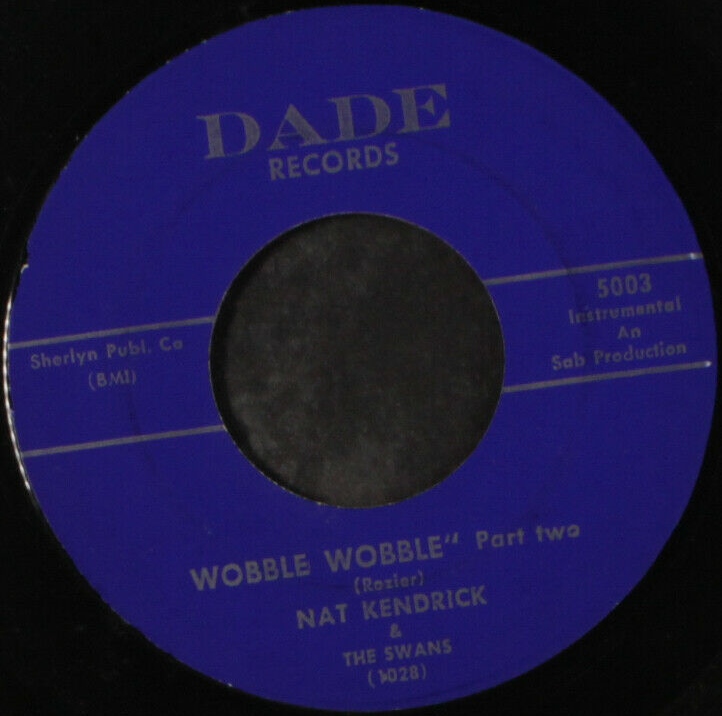 DADE
RECORDS
Sherlyn Publ. Co
(BMI)
5003
Instrumental
An
Sab Production
WOBBLE WOBBLE" Part two
(Rozier)
NAT KENDRICK
&
THE SWANS
(1028)